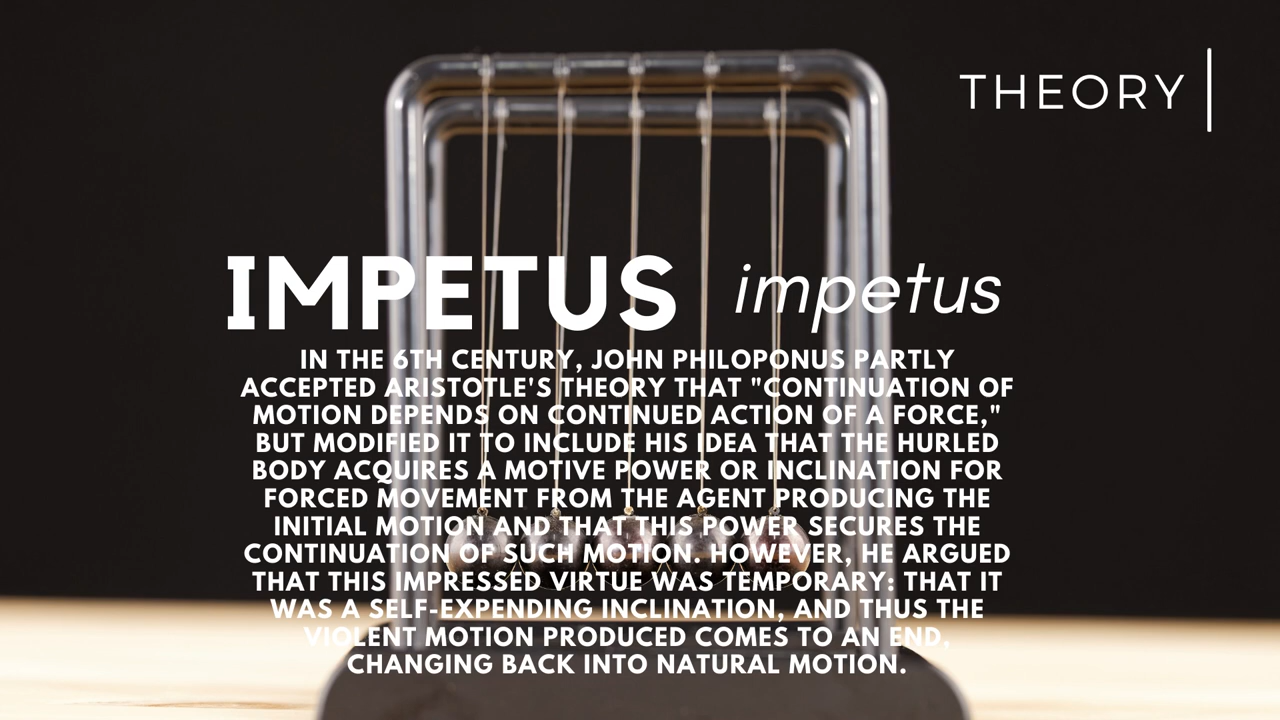 THEORY
IMPETUS impetus
IN THE 6TH CENTURY, JOHN PHILOPONUS PARTLY
ACCEPTED ARISTOTLE'S THEORY THAT "CONTINUATION OF
MOTION DEPENDS ON CONTINUED ACTION OF A FORCE,"
BUT MODIFIED IT TO INCLUDE HIS IDEA THAT THE HURLED
BODY ACQUIRES A MOTIVE POWER OR INCLINATION FOR
FORCED MOVEMENT FROM THE AGENT PRODUCING THE
INITIAL MOTION AND THAT THIS POWER SECURES THE
CONTINUATION OF SUCH MOTION. HOWEVER, HE ARGUED
THAT THIS IMPRESSED VIRTUE WAS TEMPORARY: THAT IT
WAS A SELF-EXPENDING INCLINATION, AND THUS THE
VIOLENT MOTION PRODUCED COMES TO AN END,
CHANGING BACK INTO NATURAL MOTION.